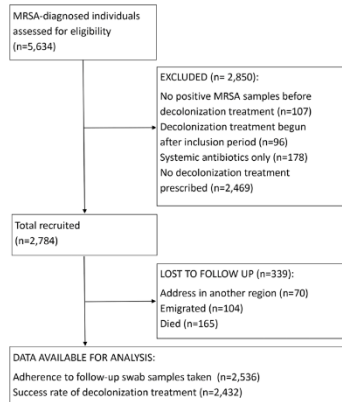 MRSA-diagnosed individuals
assessed for eligibility
(n=5,634)
EXCLUDED (n= 2,850):
No positive MRSA samples before
decolonization treatment (n=107)
Decolonization treatment begun
after inclusion period (n=96)
Systemic antibiotics only (n=178)
No decolonization treatment
prescribed (n=2,469)
Total recruited
(n=2,784)
LOST TO FOLLOW UP (n=339):
Address in another region (n=70)
Emigrated (n=104)
Died (n=165)
DATA AVAILABLE FOR ANALYSIS:
Adherence to follow-up swab samples taken (n=2,536)
Success rate of decolonization treatment (n=2,432)